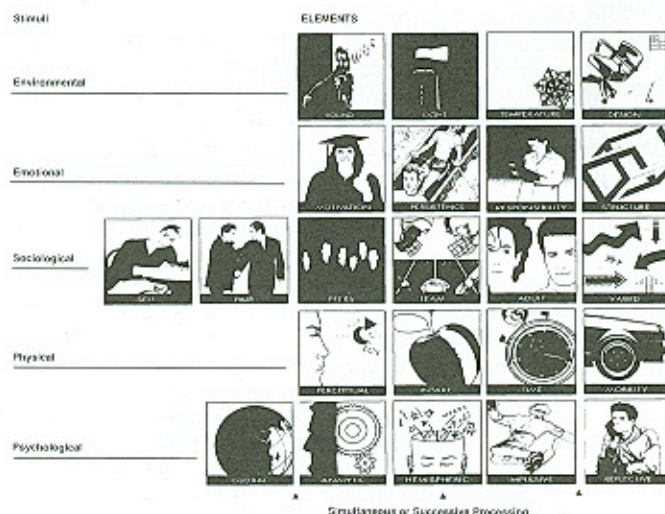 Stimuli ELEMENTS
Environmental
SOUND LIGHT TEMPERATURE DESIGN
Emotional
MOTIVATION PERSISTENCE RESPONSIBILITY STRUCTURE
Sociological
SELF PAIR PEERS TEAM ADULT VARIED
Physical
PERCEPTUAL INTAKE TIME MOBILITY
Psychological
GLOBAL ANALYTIC HEMISPHERIC IMPULSIVE REFLECTIVE
Simultaneous or Successive Processing